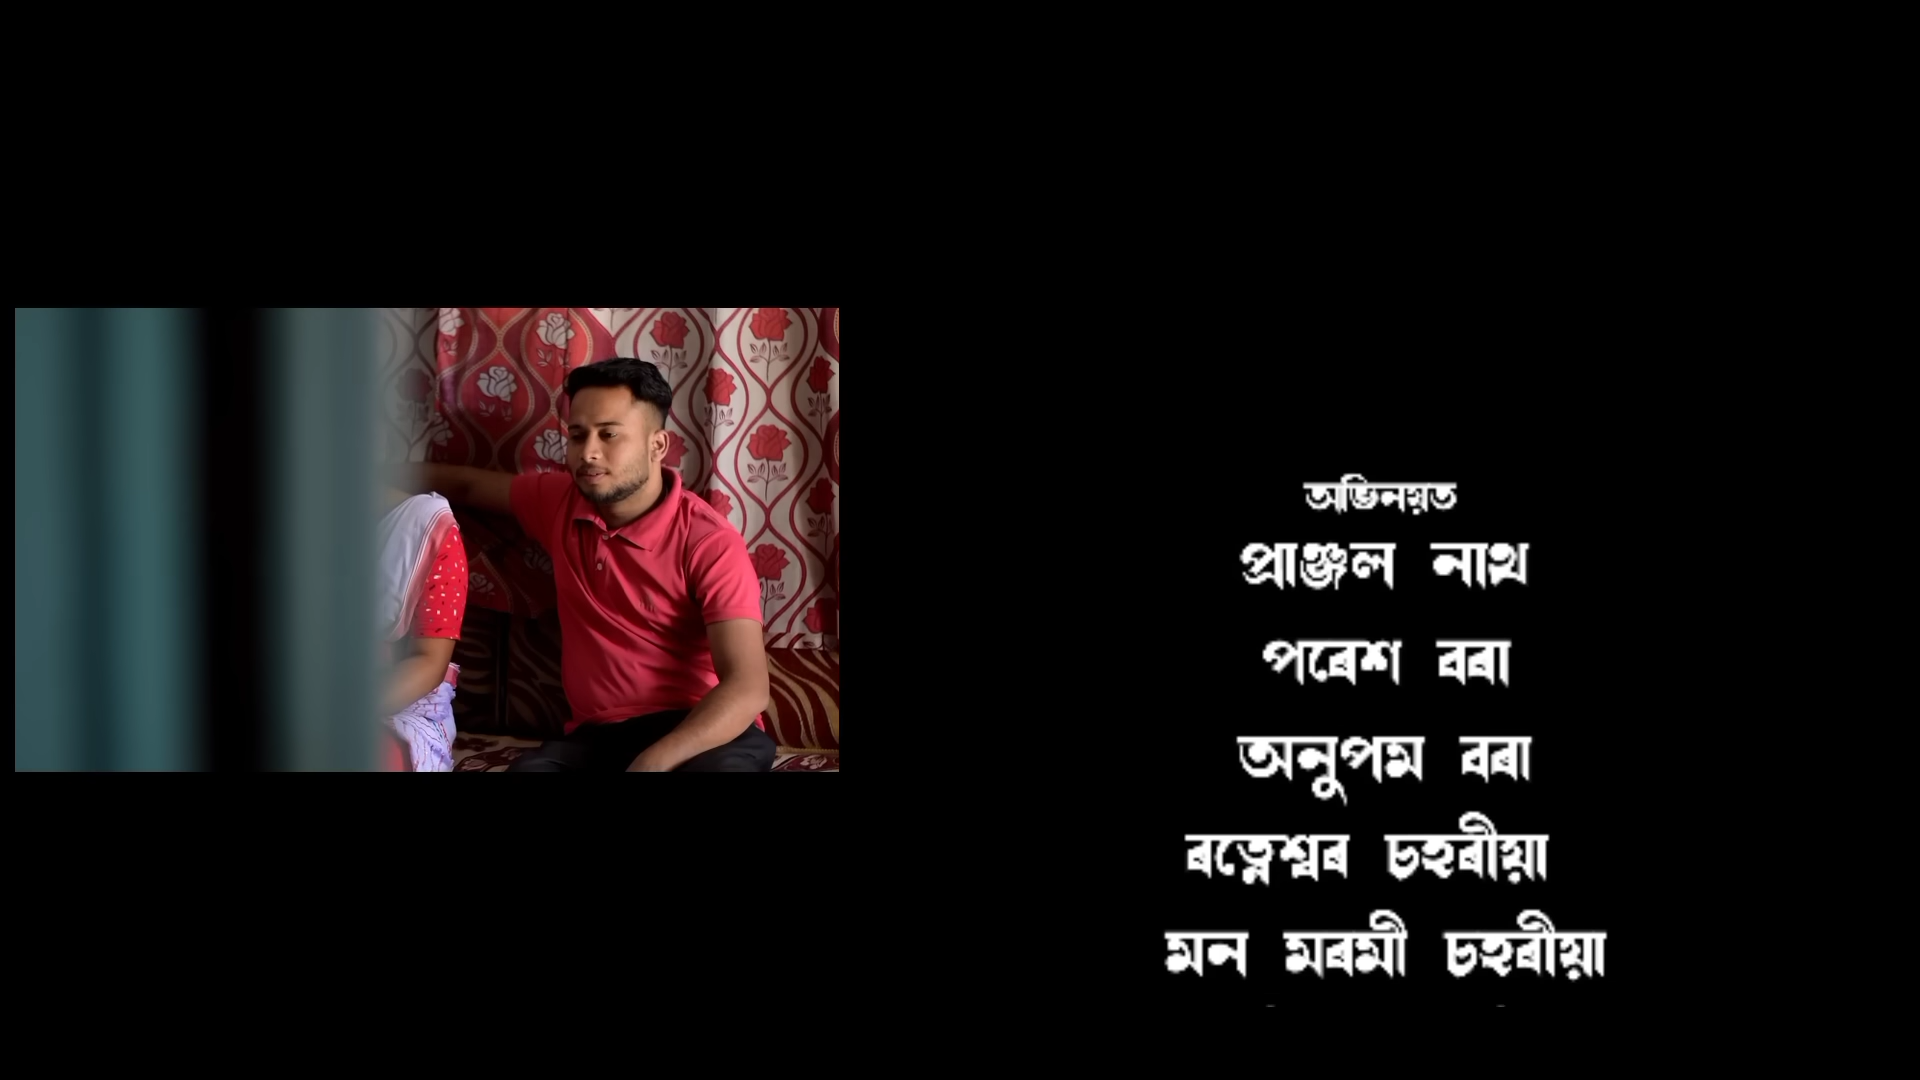 অভিনয়ত
প্ৰাঞ্জল নাথ
পৰেশ বৰা
অনুপম বৰা
ৰত্নেশ্বৰ চহৰীয়া
মন মৰমী চহৰীয়া